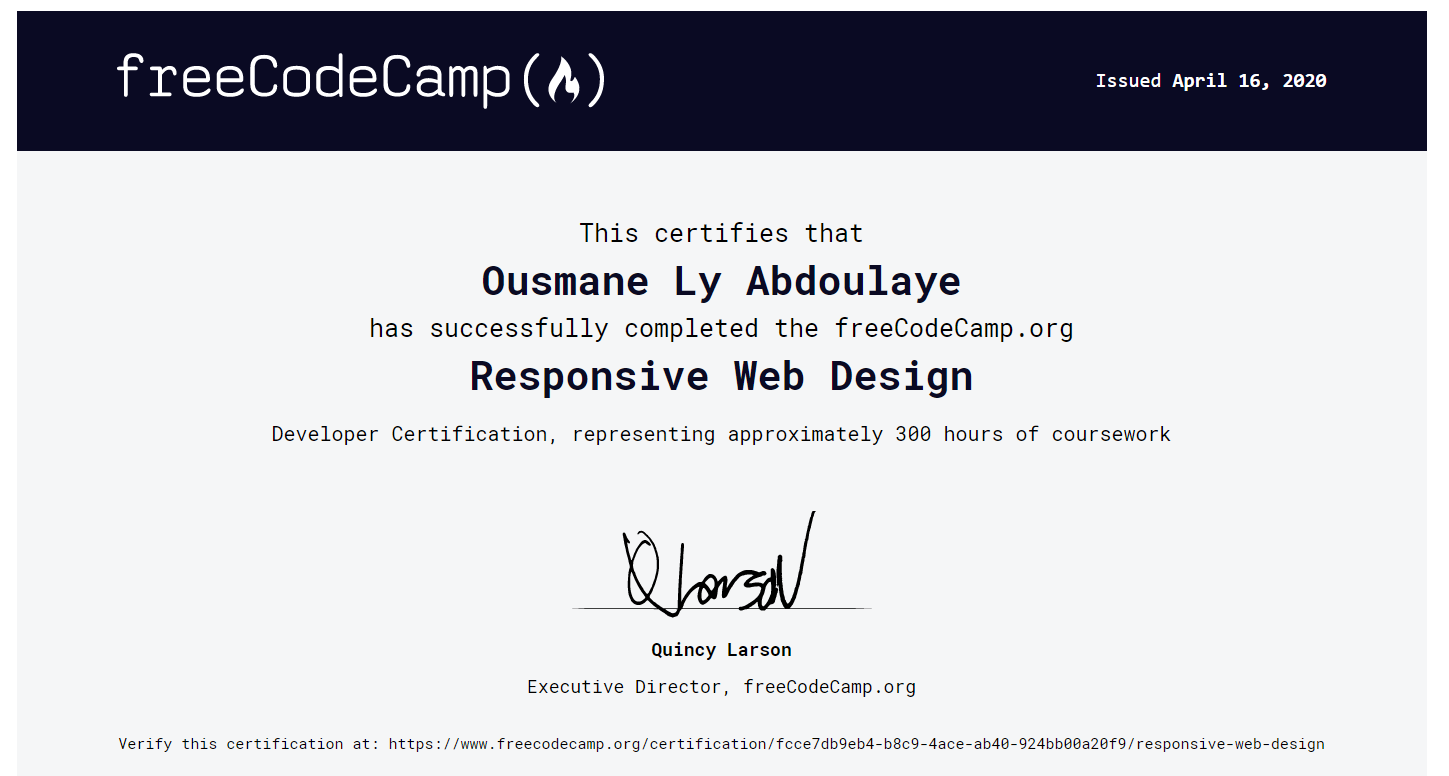 freeCodeCamp
Issued April 16, 2020
This certifies that
Ousmane Ly Abdoulaye
has successfully completed the freeCodeCamp.org
Responsive Web Design
Developer Certification, representing approximately 300 hours of coursework
Q Larson
Quincy Larson
Executive Director, freeCodeCamp.org
Verify this certification at: https://www.freecodecamp.org/certification/fcce7db9eb4-b8c9-4ace-ab40-924bb00a20f9/responsive-web-design